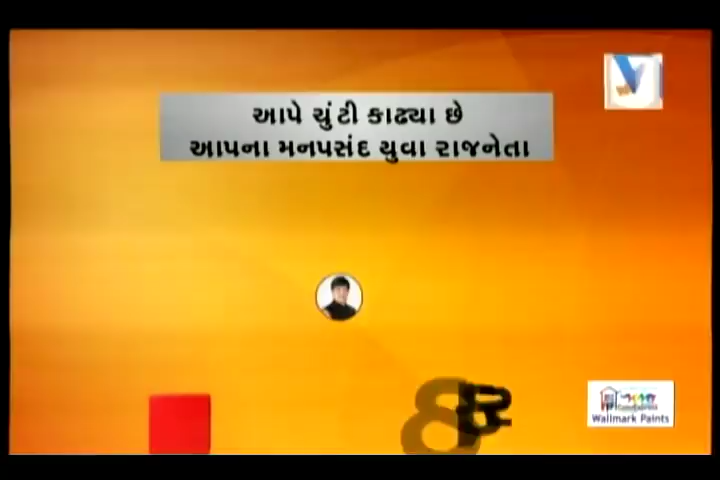 આપે ચુંટી કાઢ્યા છે
આપના મનપસંદ યુવા રાજનેતા
Wallmark Paints